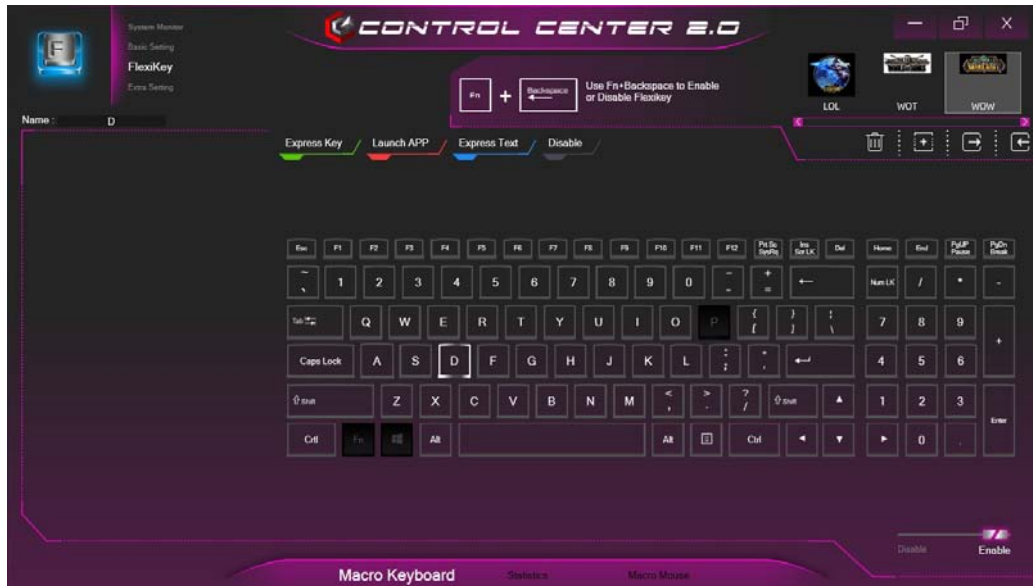 CONTROL CENTER 2.0
System Monitor
Basic Setting
FlexiKey
Extra Setting
Fn + Backspace
Use Fn+Backspace to Enable
or Disable Flexikey
LOL WOT WOW
Name : D
Express Key / Launch APP / Express Text / Disable
Esc F1 F2 F3 F4 F5 F6 F7 F8 F9 F10 F11 F12 Prt Sc SysRq Ins Scr LK Del Home End PgUP Pause PgDn Break
~ ` 1 2 3 4 5 6 7 8 9 0 - - + = ← Num LK / * -
Tab Q W E R T Y U I O P { [ } ] | \ 7 8 9 +
Caps Lock A S D F G H J K L : ; " ' 4 5 6
Shift Z X C V B N M < , > . ? / Shift ▲ 1 2 3 Enter
Crtl Fn Alt Alt Ctrl ◄ ▼ ► 0 .
Disable Enable
Macro Keyboard Statistics Macro Mouse